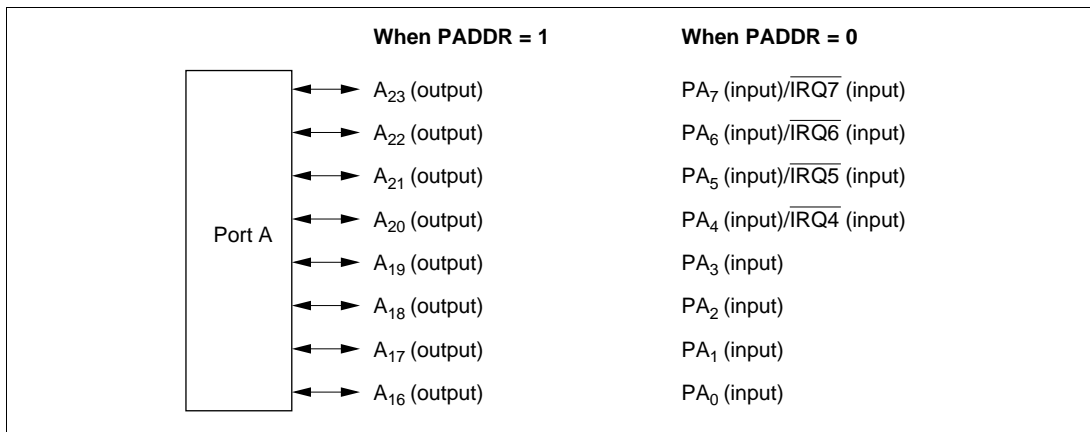 When PADDR = 1 When PADDR = 0
A23 (output) PA7 (input)/IRQ7 (input)
A22 (output) PA6 (input)/IRQ6 (input)
A21 (output) PA5 (input)/IRQ5 (input)
A20 (output) PA4 (input)/IRQ4 (input)
Port A
A19 (output) PA3 (input)
A18 (output) PA2 (input)
A17 (output) PA1 (input)
A16 (output) PA0 (input)